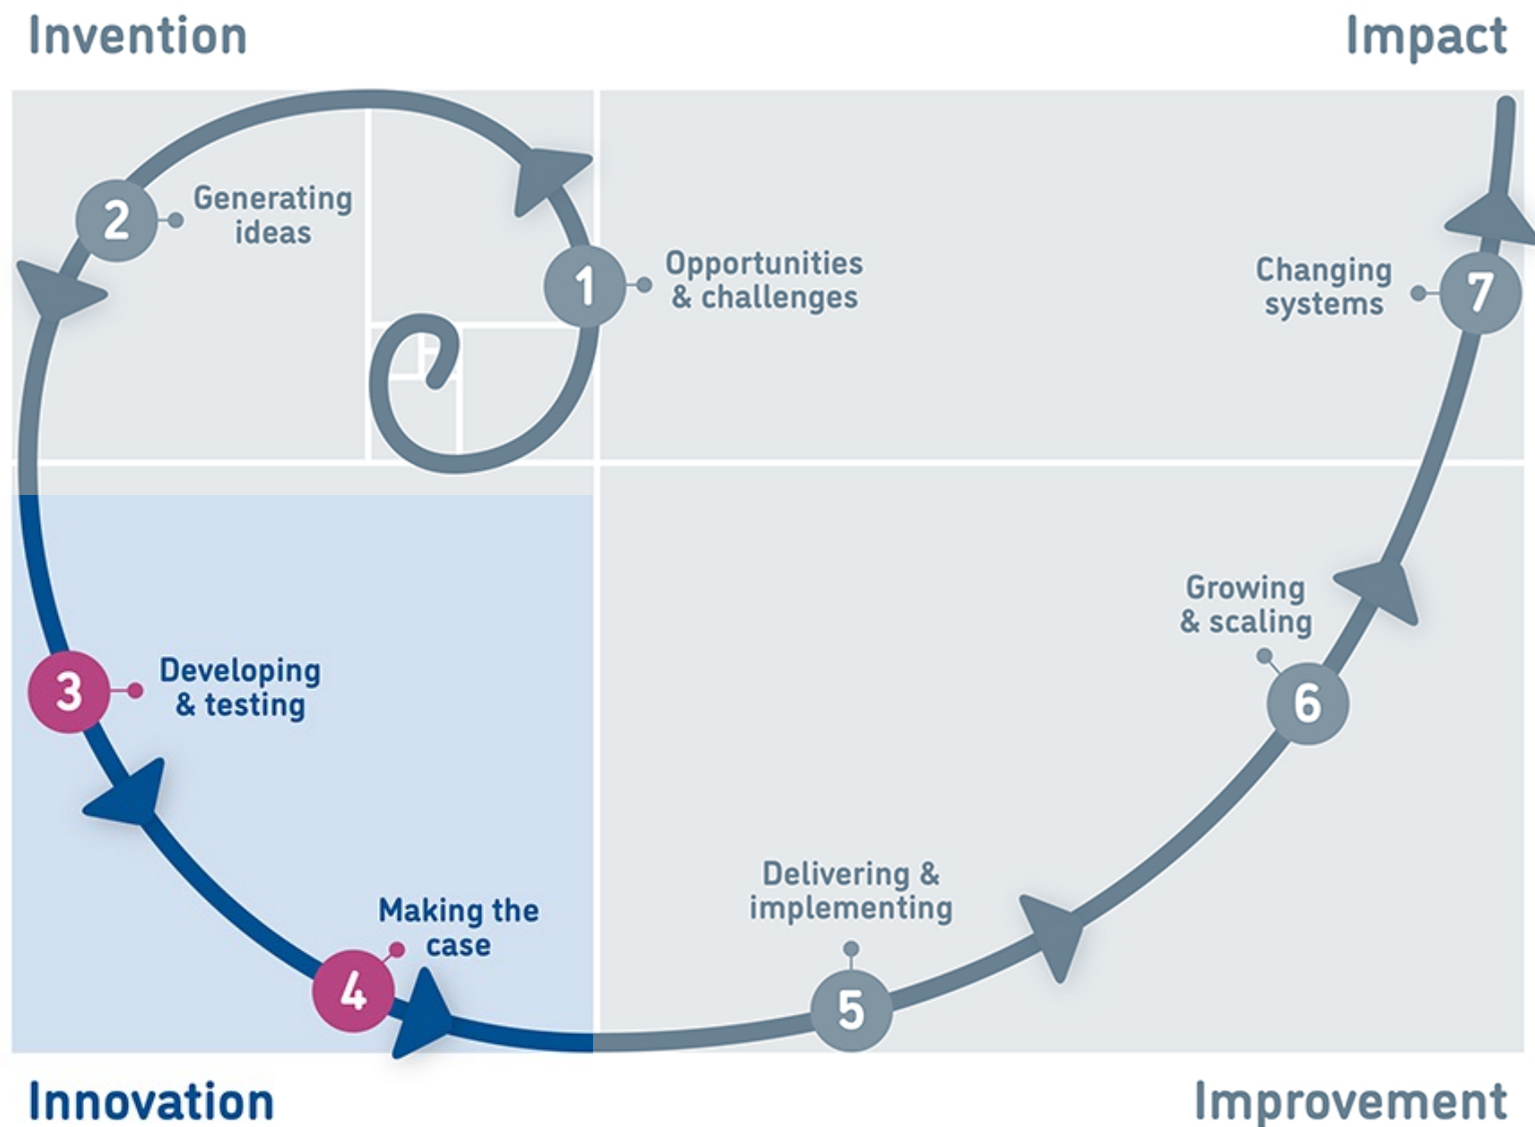 Invention
Impact
2
Generating
ideas
1
Opportunities
& challenges
Changing
systems
7
3
Developing
& testing
Growing
& scaling
6
Making the
case
4
Delivering &
implementing
5
Innovation
Improvement